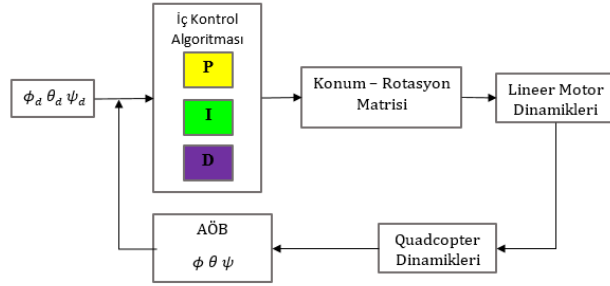 İç Kontrol
Algoritması
P
I
D
ϕd θd ψd
Konum – Rotasyon
Matrisi
Lineer Motor
Dinamikleri
AÖB
ϕ θ ψ
Quadcopter
Dinamikleri